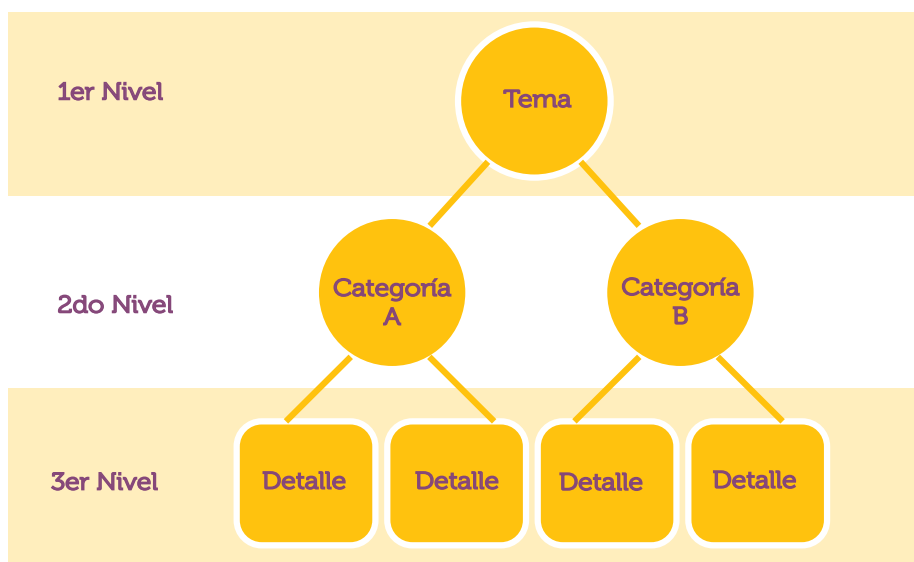 1er Nivel
Tema
2do Nivel
Categoría
A
Categoría
B
3er Nivel
Detalle
Detalle
Detalle
Detalle